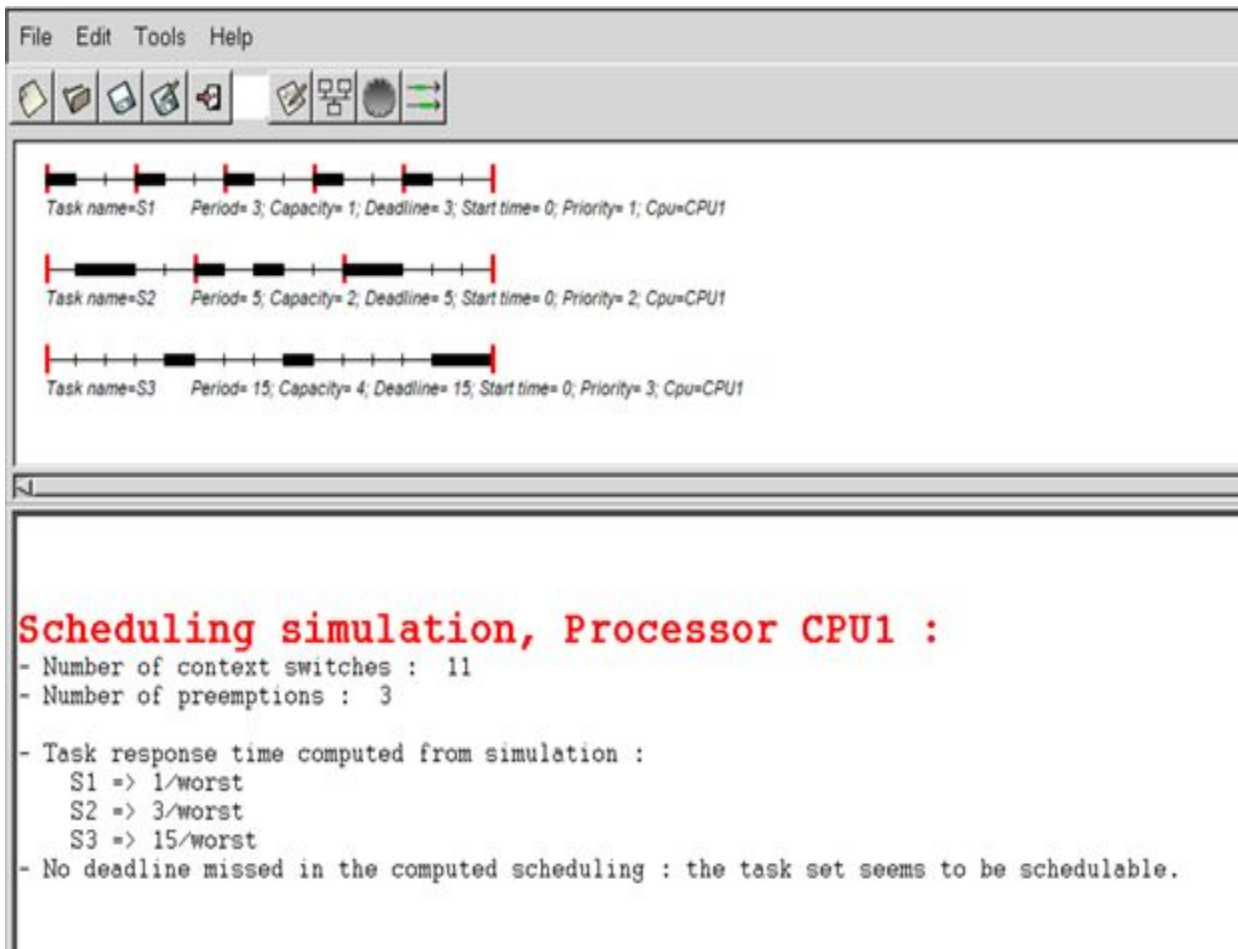 File Edit Tools Help
Task name=S1 Period= 3; Capacity= 1; Deadline= 3; Start time= 0; Priority= 1; Cpu=CPU1
Task name=S2 Period= 5; Capacity= 2; Deadline= 5; Start time= 0; Priority= 2; Cpu=CPU1
Task name=S3 Period= 15; Capacity= 4; Deadline= 15; Start time= 0; Priority= 3; Cpu=CPU1
Scheduling simulation, Processor CPU1 :
- Number of context switches : 11
- Number of preemptions : 3
- Task response time computed from simulation :
S1 => 1/worst
S2 => 3/worst
S3 => 15/worst
- No deadline missed in the computed scheduling : the task set seems to be schedulable.